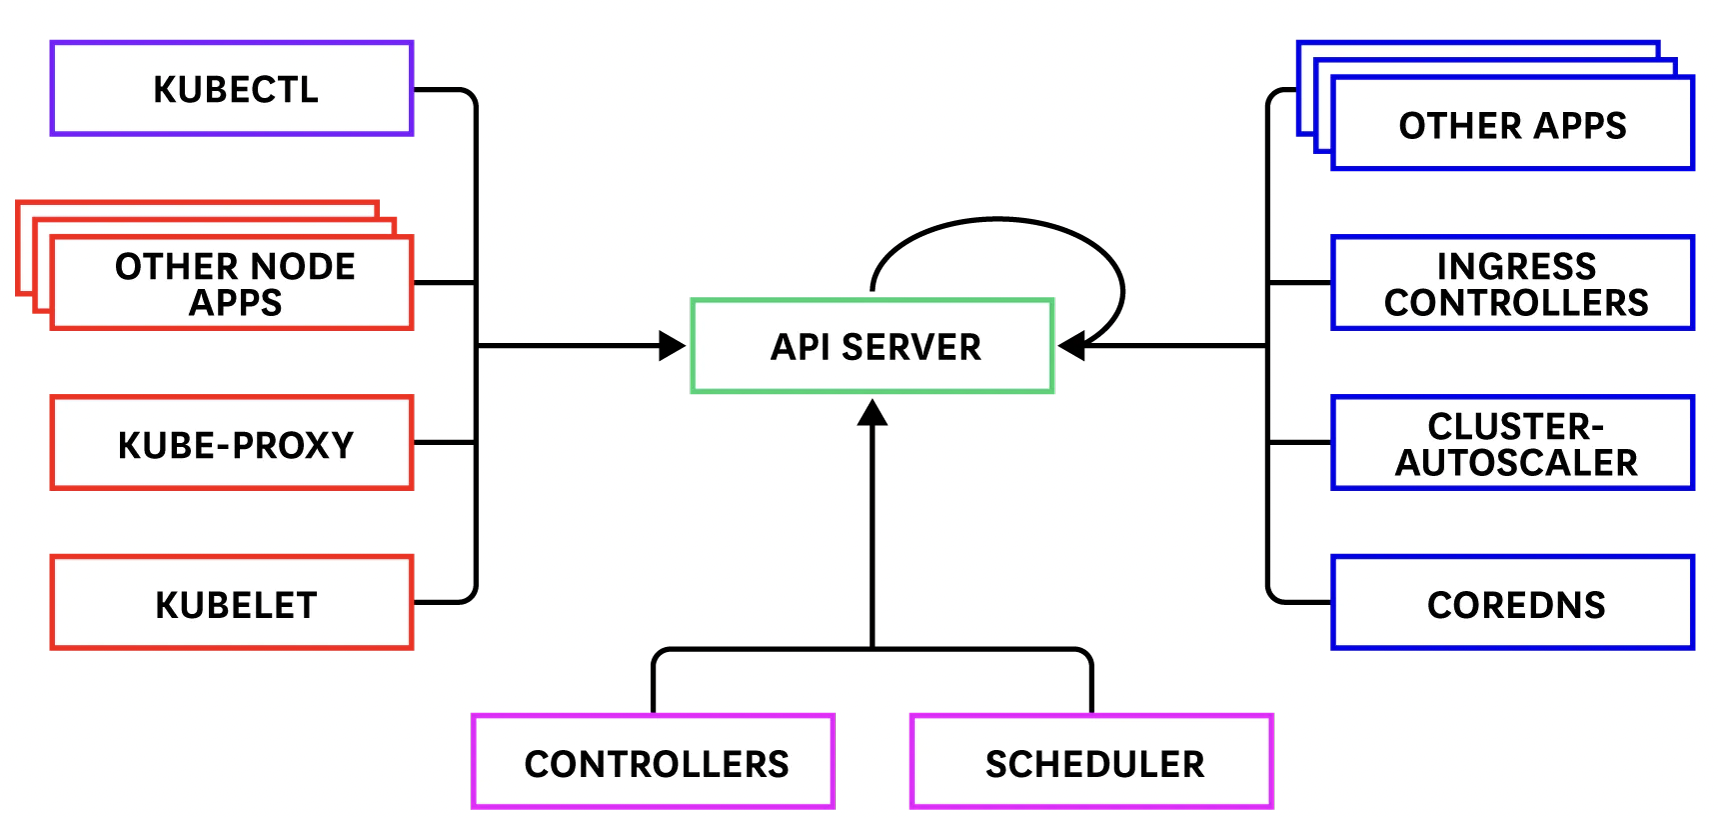 KUBECTL
OTHER NODE
APPS
KUBE-PROXY
KUBELET
API SERVER
CONTROLLERS
SCHEDULER
OTHER APPS
INGRESS
CONTROLLERS
CLUSTER-
AUTOSCALER
COREDNS